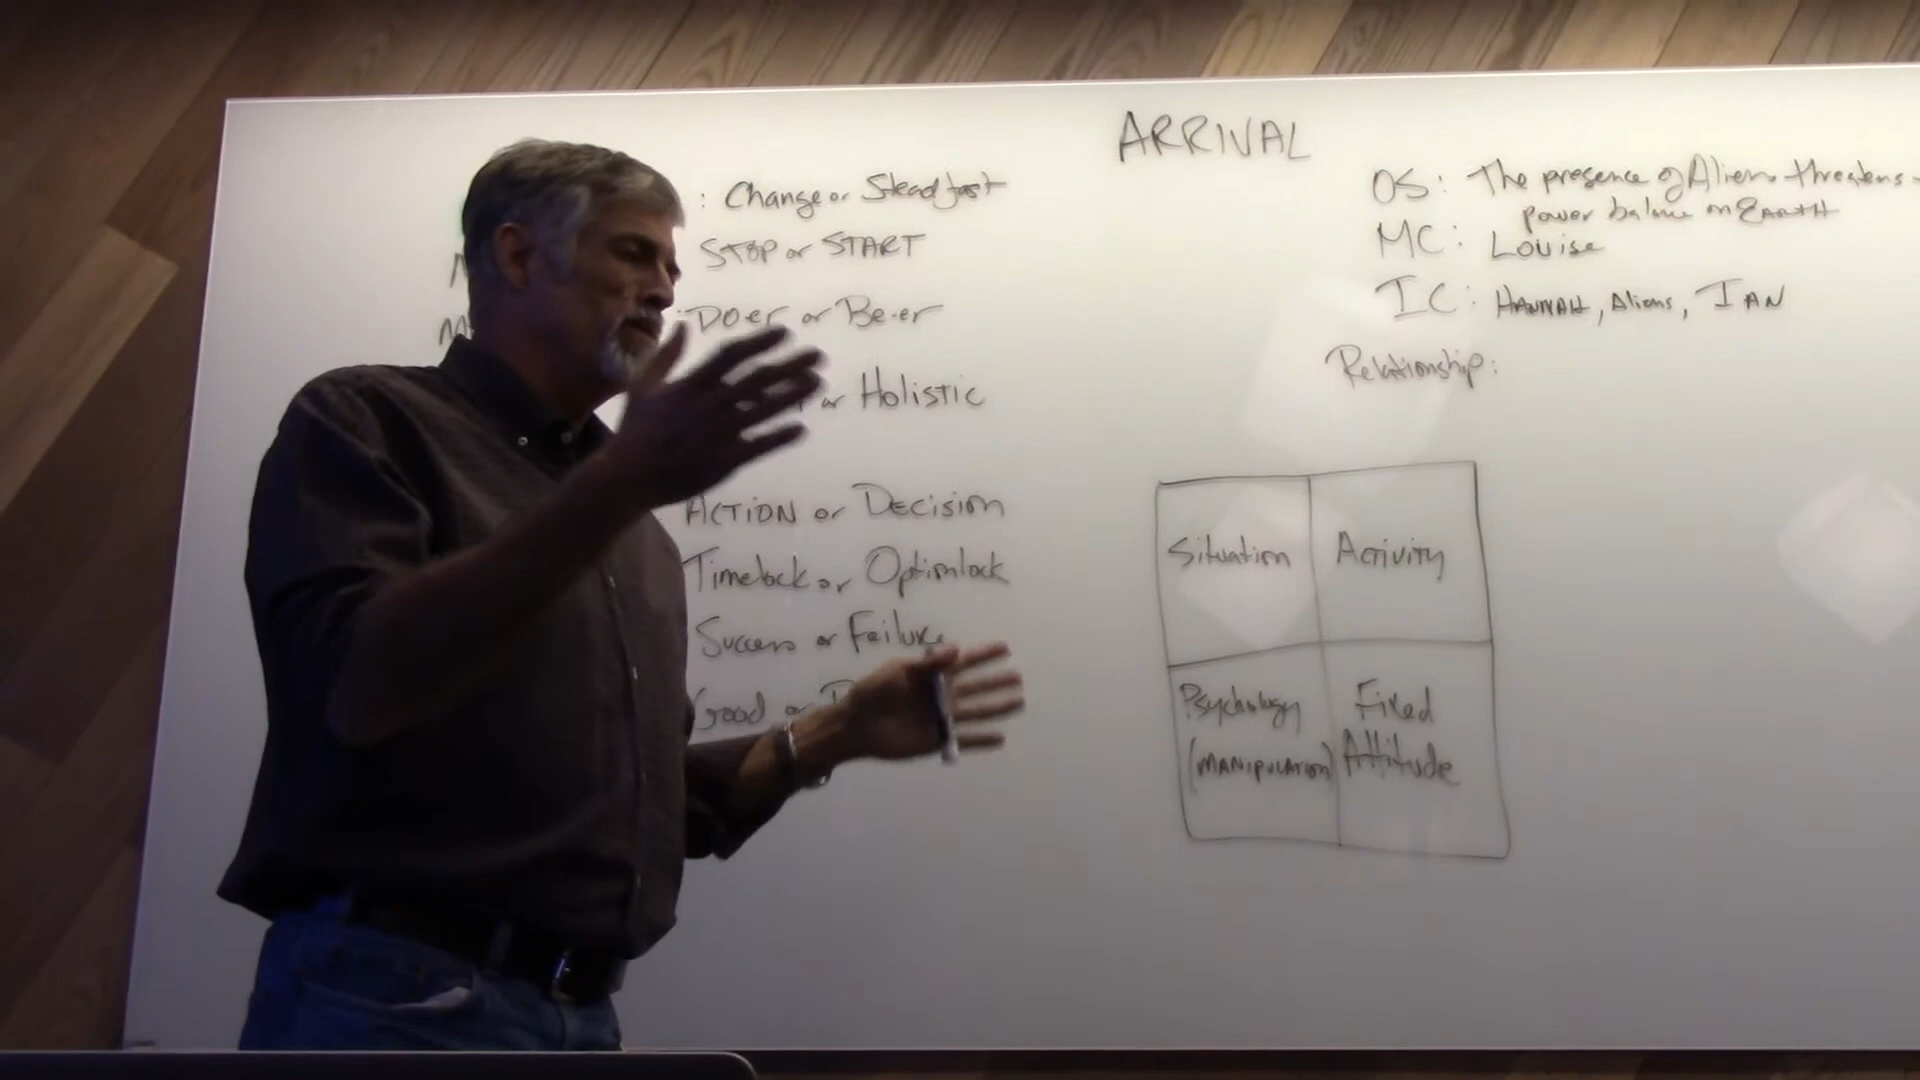 ARRIVAL
: Change or Steadfast
STOP or START
: Do-er or Be-er
or Holistic
ACTION or DECISION
Timelock or Optionlock
Success or Failure
Good or
OS: The presence of Aliens threatens
power balance on EARTH
MC: Louise
IC: HANNAH, Aliens, IAN
Relationship:
Situation
Activity
Psychology
(MANIPULATION)
Fixed
Attitude